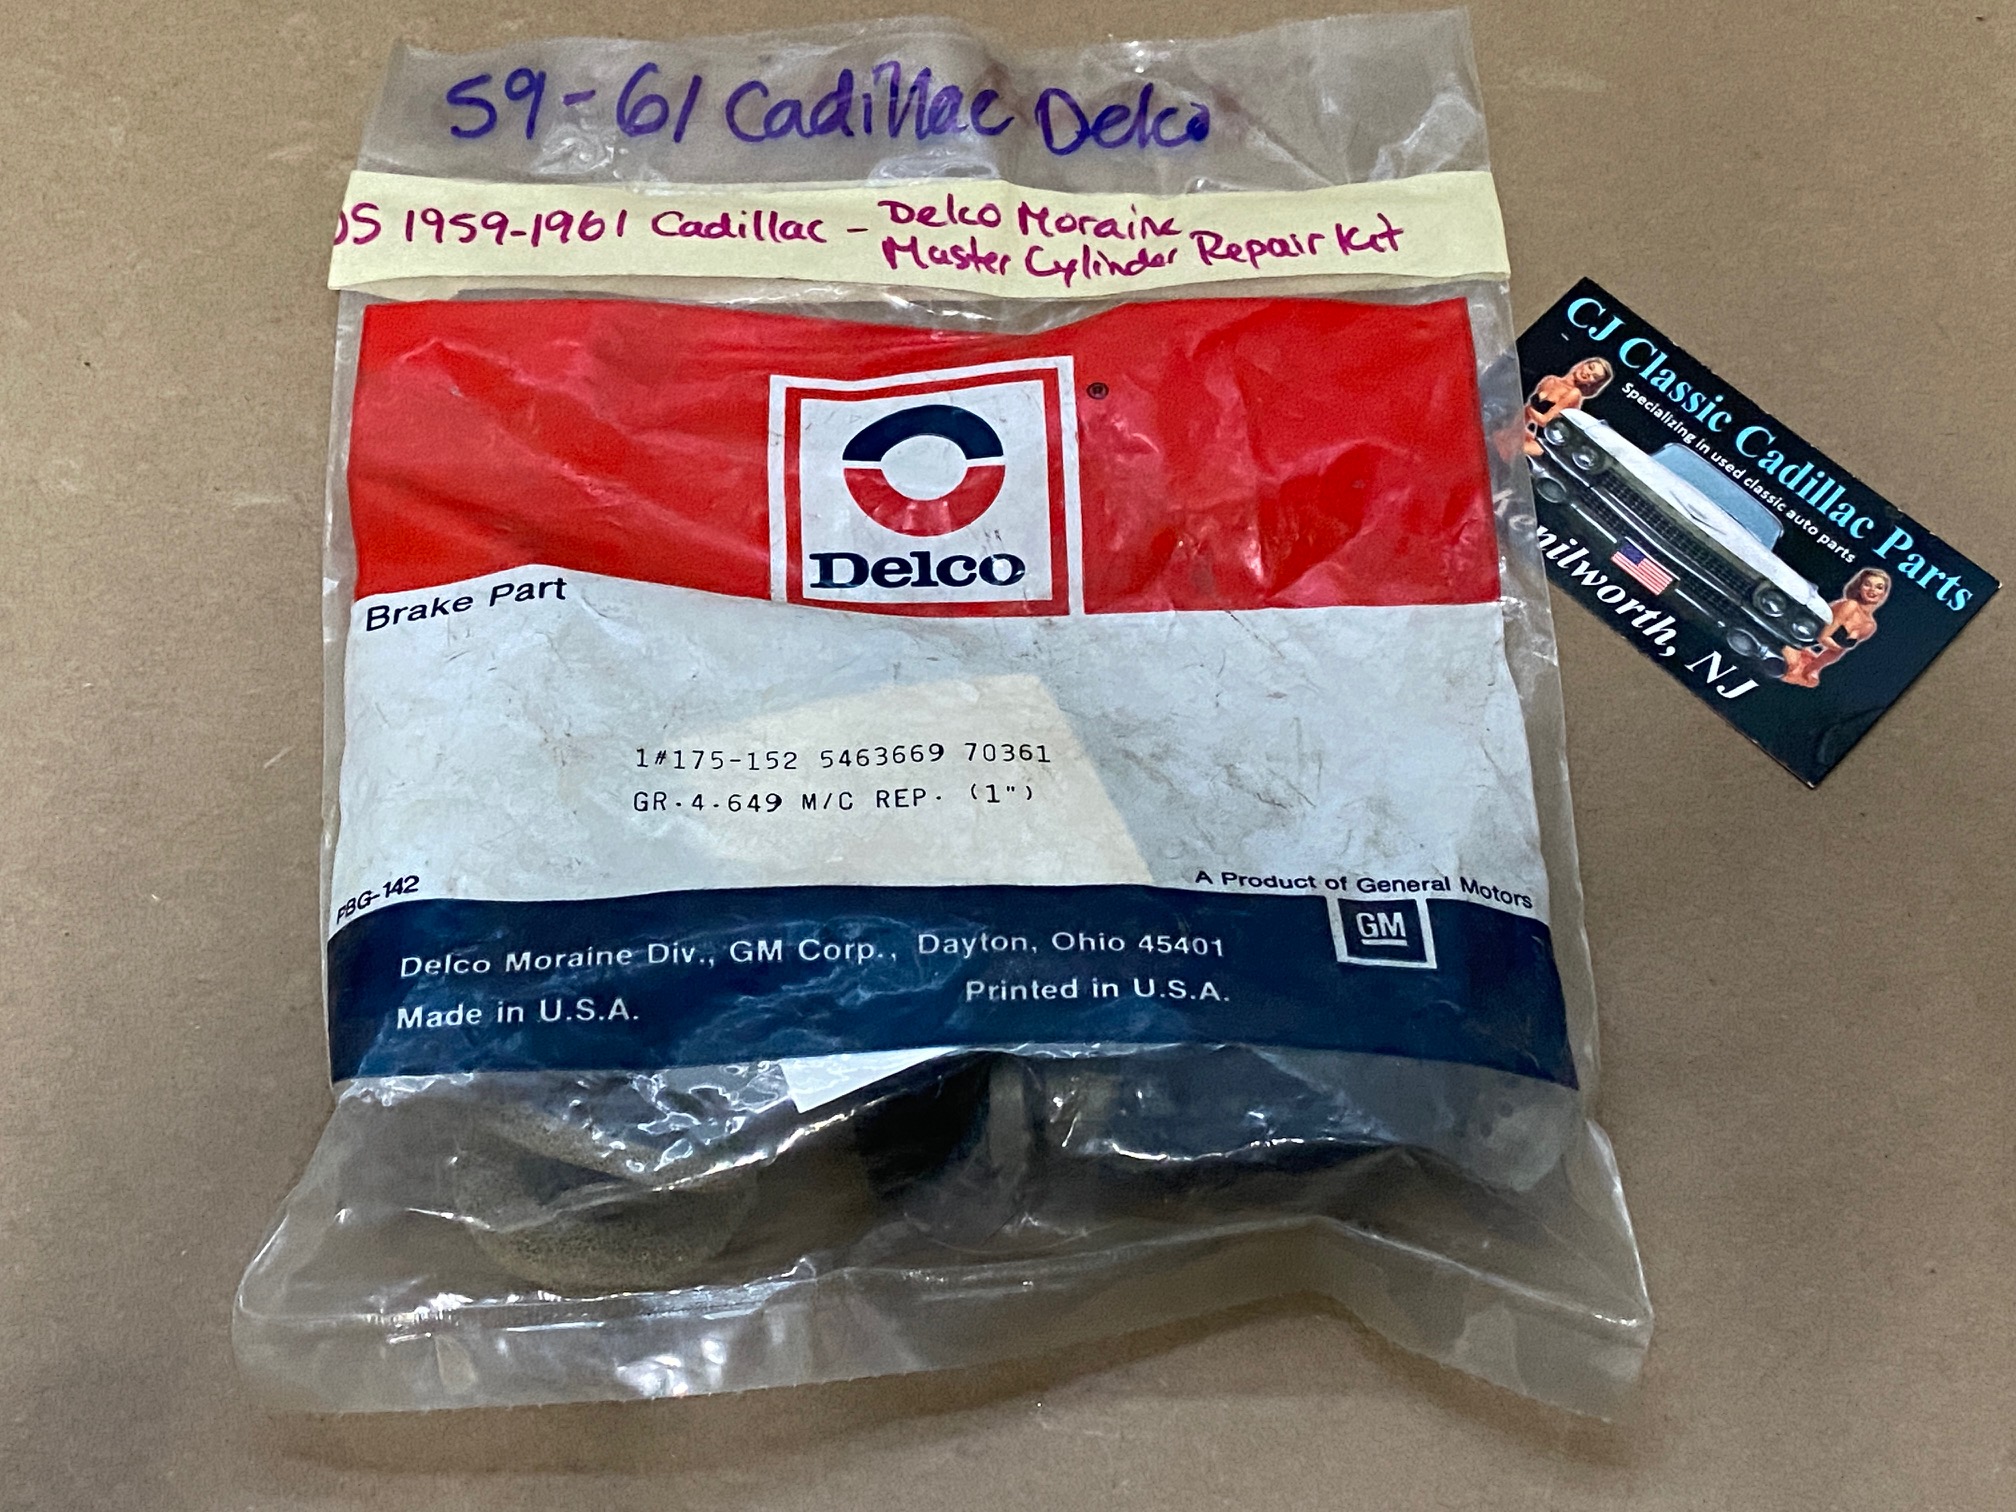 59-61 Cadillac Delco
OS 1959-1961 Cadillac - Delco Moraine
Master Cylinder Repair Kit
®
Delco
Brake Part
1#175-152 5463669 70361
GR.4.649 M/C REP. (1")
PBG-142
A Product of General Motors
GM
Delco Moraine Div., GM Corp., Dayton, Ohio 45401
Made in U.S.A.
Printed in U.S.A.
CJ Classic Cadillac Parts
Specializing in used classic auto parts
Kenilworth, NJ